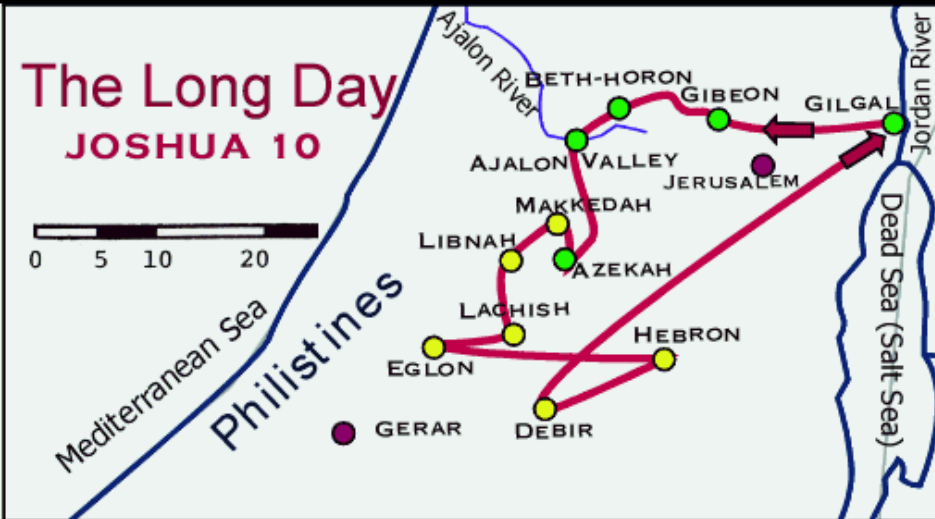 The Long Day
JOSHUA 10
0 5 10 20
Ajalon River
BETH-HORON
GIBEON
GILGAL
Jordan River
AJALON VALLEY
JERUSALEM
MAKKEDAH
LIBNAH
AZEKAH
LACHISH
HEBRON
EGLON
DEBIR
GERAR
Mediterranean Sea
Philistines
Dead Sea (Salt Sea)